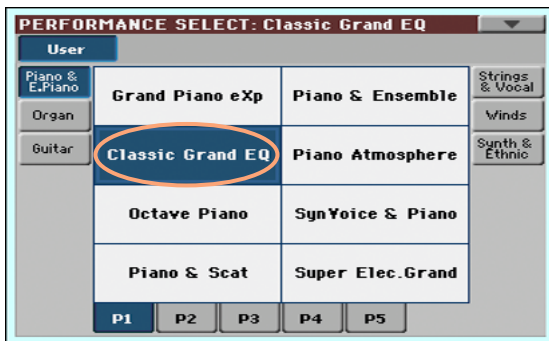 PERFORMANCE SELECT: Classic Grand EQ
User
Piano &
E.Piano
Organ
Guitar
Grand Piano eXp
Piano & Ensemble
Classic Grand EQ
Piano Atmosphere
Octave Piano
SynVoice & Piano
Piano & Scat
Super Elec.Grand
Strings
& Vocal
Winds
Synth &
Ethnic
P1
P2
P3
P4
P5